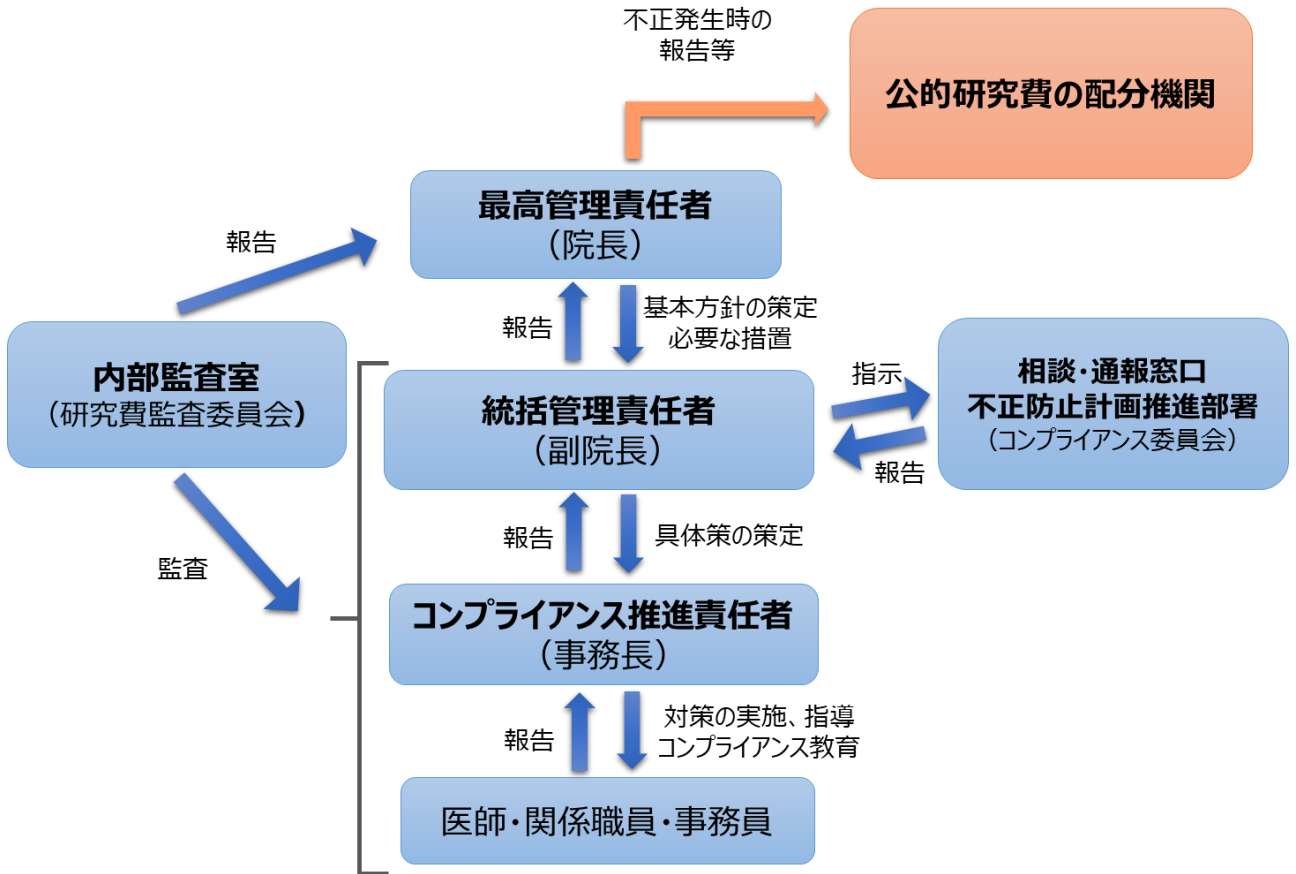 不正発生時の
報告等
公的研究費の配分機関
最高管理責任者
（院長）
報告
報告
基本方針の策定
必要な措置
内部監査室
（研究費監査委員会）
統括管理責任者
（副院長）
指示
報告
相談・通報窓口
不正防止計画推進部署
（コンプライアンス委員会）
監査
報告
具体策の策定
コンプライアンス推進責任者
（事務長）
報告
対策の実施、指導
コンプライアンス教育
医師・関係職員・事務員